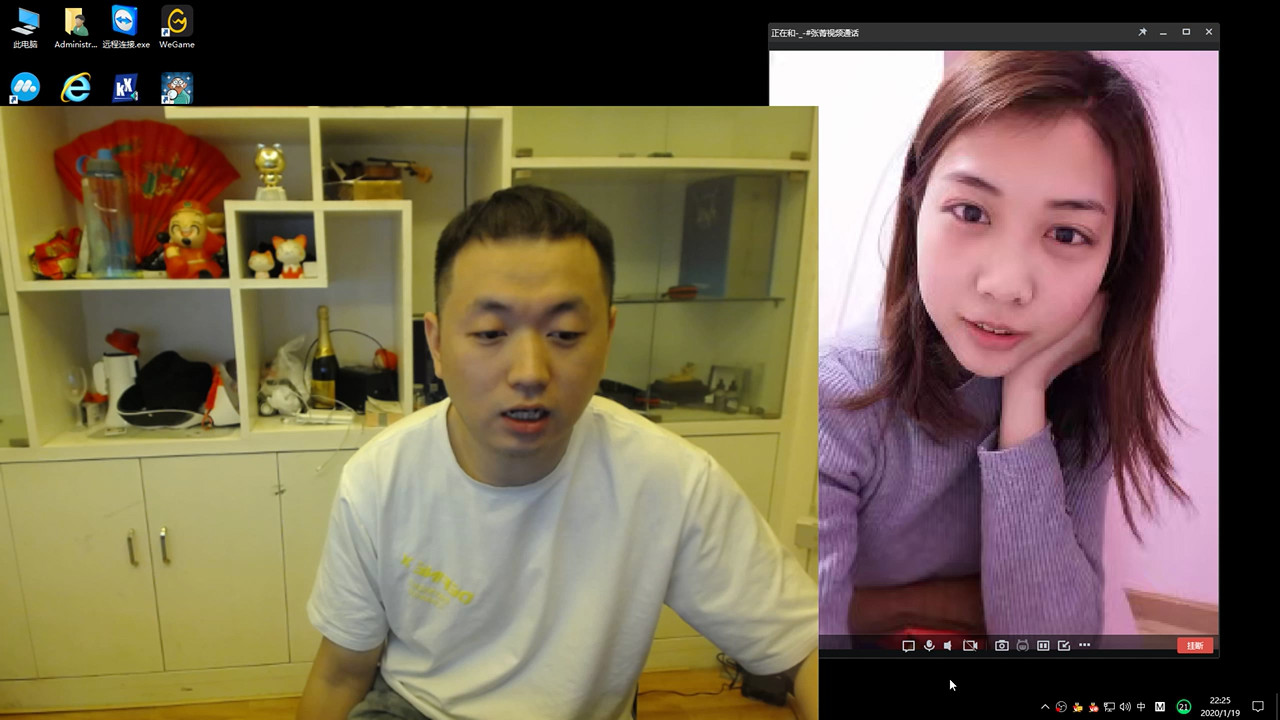 此电脑
Administr...
远程连接.exe
WeGame
正在和-_-#张菁视频通话
挂断
中
M
21
22:25
2020/1/19